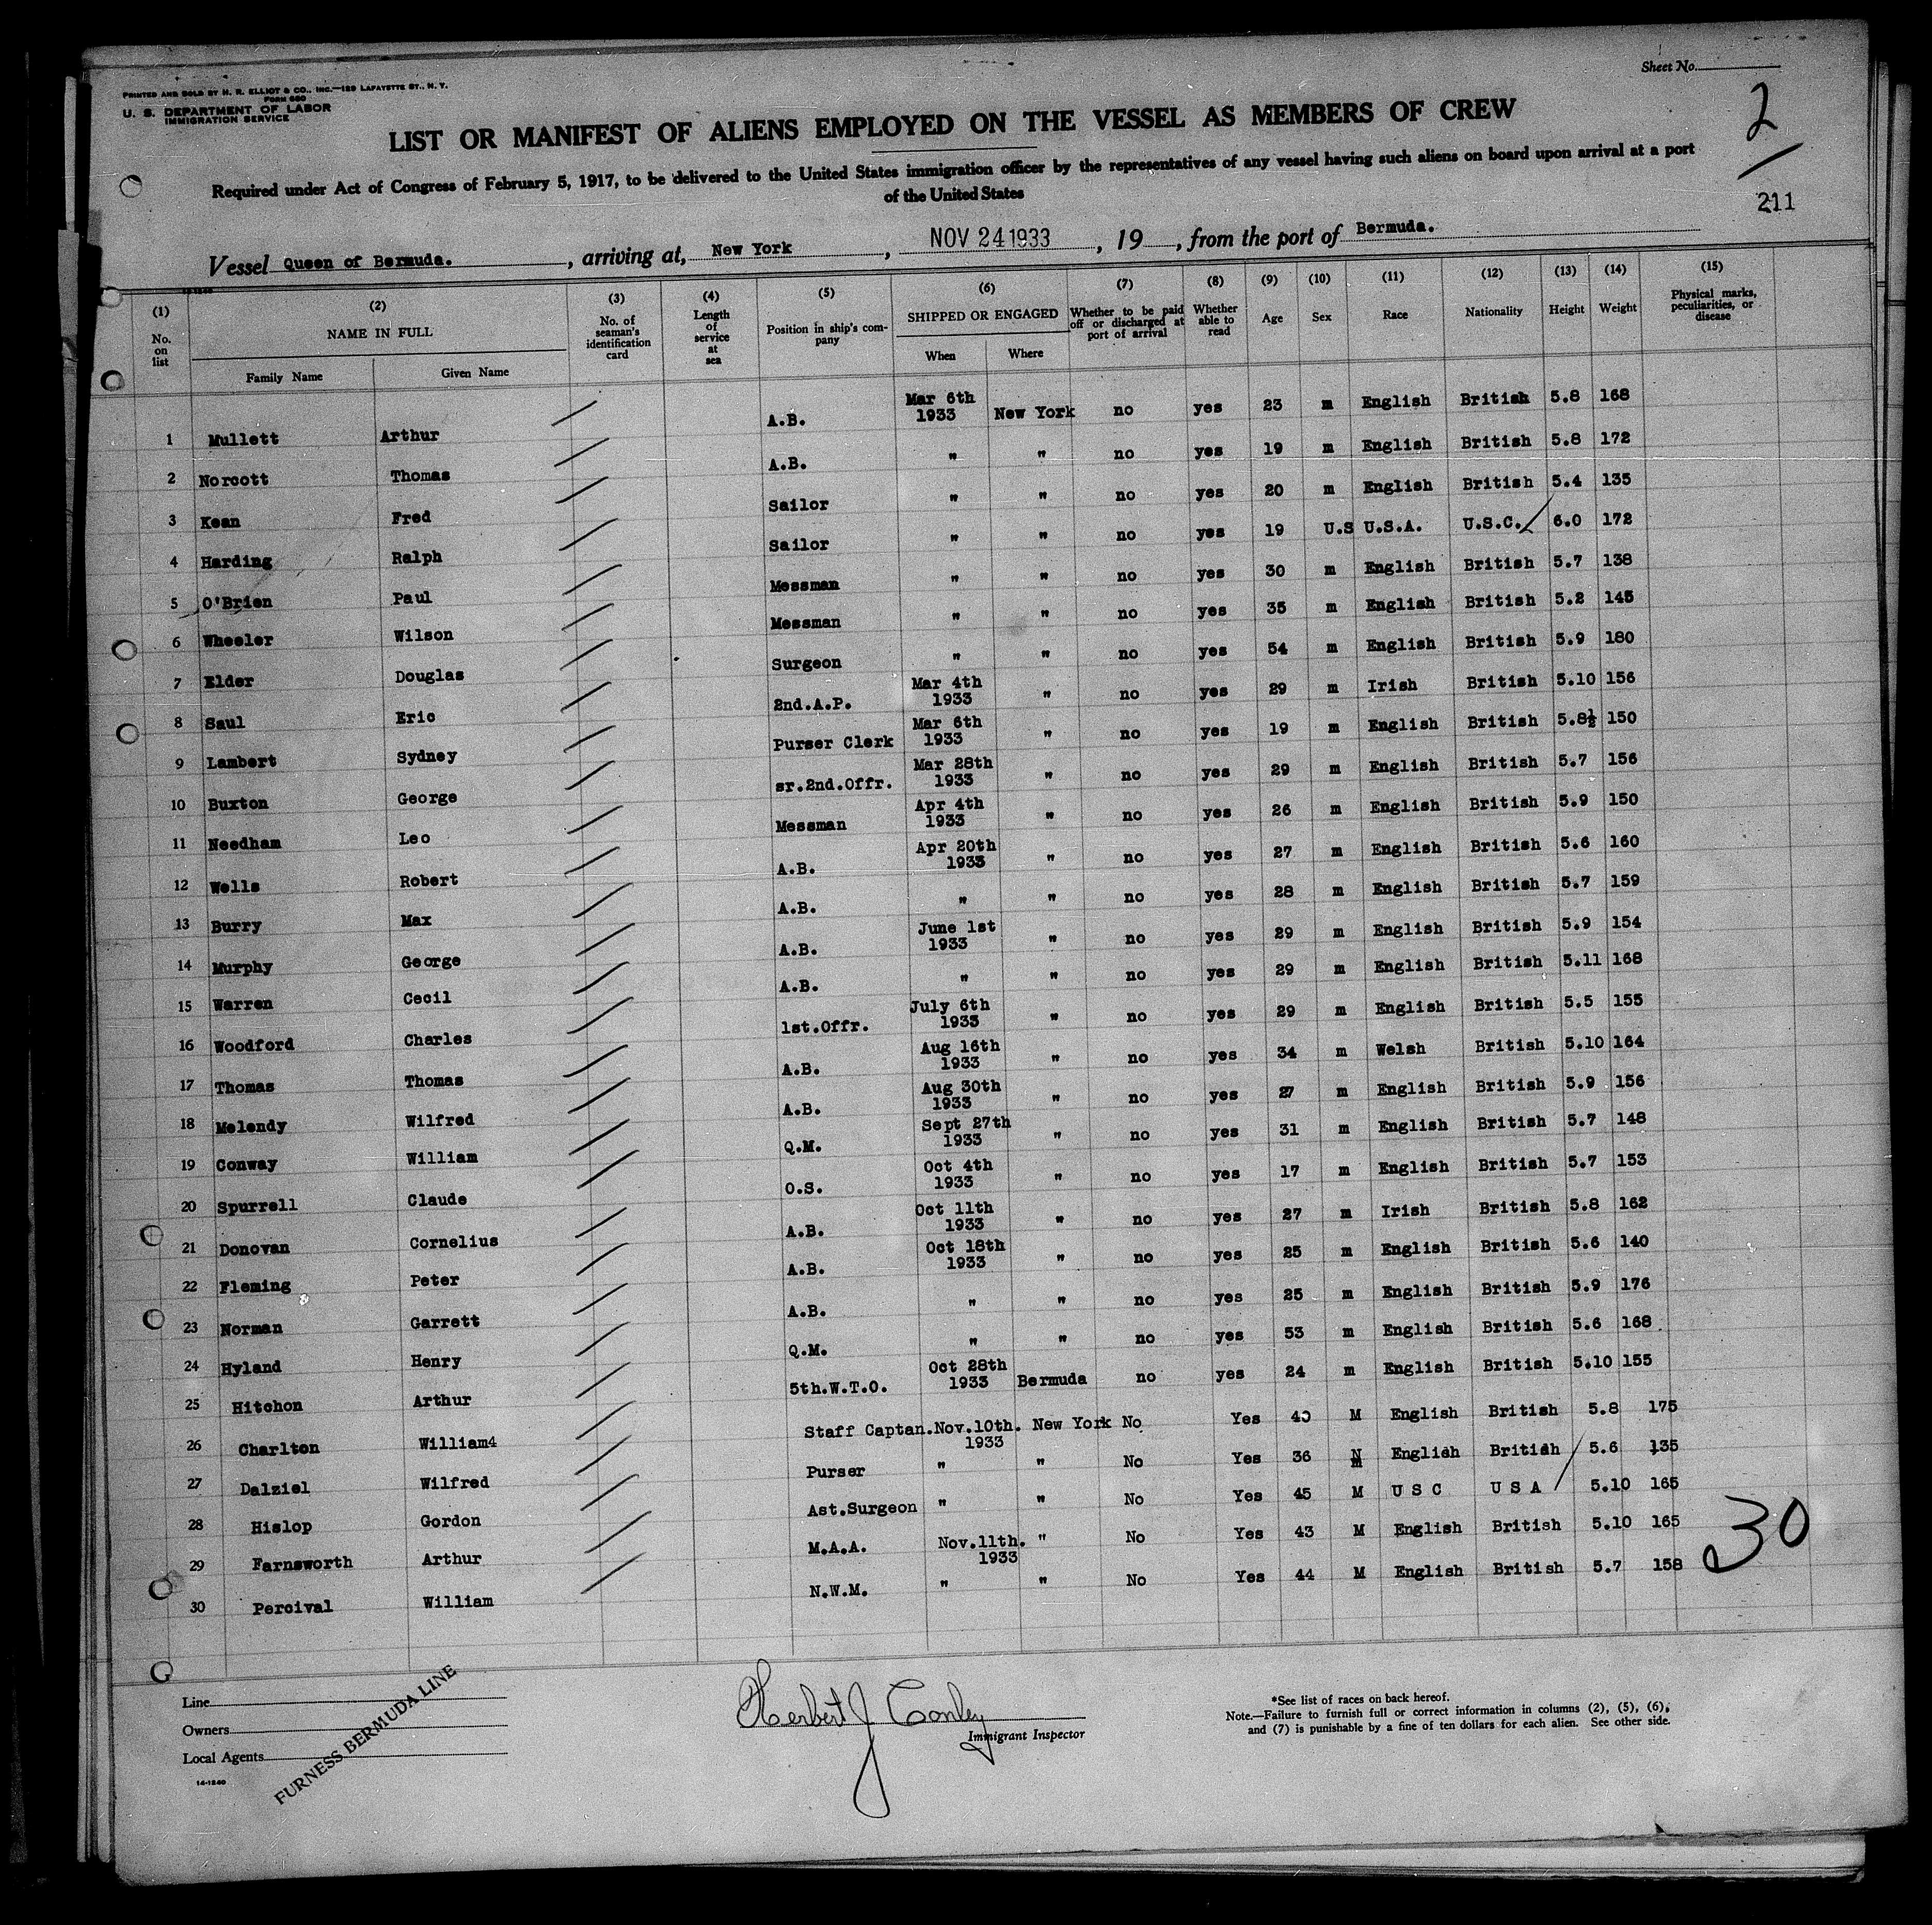 Sheet No.
PRINTED AND SOLD BY H. R. ELLIOT & CO., INC.—129 LAFAYETTE ST., N. Y.
FORM 680
U. S. DEPARTMENT OF LABOR
IMMIGRATION SERVICE
2
LIST OR MANIFEST OF ALIENS EMPLOYED ON THE VESSEL AS MEMBERS OF CREW
Required under Act of Congress of February 5, 1917, to be delivered to the United States immigration officer by the representatives of any vessel having such aliens on board upon arrival at a port
of the United States
211
Vessel Queen of Bermuda. , arriving at, New York , NOV 24 1933 , 19 , from the port of Bermuda.
(1) (2) (3) (4) (5) (6) (7) (8) (9) (10) (11) (12) (13) (14) (15)
No. on list NAME IN FULL No. of seaman's identification card Length of service at sea Position in ship's company SHIPPED OR ENGAGED Whether to be paid off or discharged at port of arrival Whether able to read Age Sex Race Nationality Height Weight Physical marks, peculiarities, or disease
Family Name Given Name When Where
1 Mullett Arthur A.B. Mar 6th 1933 New York no yes 23 m English British 5.8 168
2 Norcott Thomas A.B. " " no yes 19 m English British 5.8 172
3 Kean Fred Sailor " " no yes 20 m English British 5.4 135
4 Harding Ralph Sailor " " no yes 19 U.S U.S.A. U.S.C. 6.0 172
5 O'Brien Paul Messman " " no yes 30 m English British 5.7 138
6 Wheeler Wilson Messman " " no yes 35 m English British 5.2 145
7 Elder Douglas Surgeon " " no yes 54 m English British 5.9 180
8 Saul Eric 2nd.A.P. Mar 4th 1933 " no yes 29 m Irish British 5.10 156
9 Lambert Sydney Purser Clerk Mar 6th 1933 " no yes 19 m English British 5.8½ 150
10 Buxton George sr.2nd.Offr. Mar 28th 1933 " no yes 29 m English British 5.7 156
11 Needham Leo Messman Apr 4th 1933 " no yes 26 m English British 5.9 150
12 Wells Robert A.B. Apr 20th 1933 " no yes 27 m English British 5.6 160
13 Burry Max A.B. " " no yes 28 m English British 5.7 159
14 Murphy George A.B. June 1st 1933 " no yes 29 m English British 5.9 154
15 Warren Cecil A.B. " " no yes 29 m English British 5.11 168
16 Woodford Charles 1st.Offr. July 6th 1933 " no yes 29 m English British 5.5 155
17 Thomas Thomas A.B. Aug 16th 1933 " no yes 34 m Welsh British 5.10 164
18 Melendy Wilfred A.B. Aug 30th 1933 " no yes 27 m English British 5.9 156
19 Conway William Q.M. Sept 27th 1933 " no yes 31 m English British 5.7 148
20 Spurrell Claude O.S. Oct 4th 1933 " no yes 17 m English British 5.7 153
21 Donovan Cornelius A.B. Oct 11th 1933 " no yes 27 m Irish British 5.8 162
22 Fleming Peter A.B. Oct 18th 1933 " no yes 25 m English British 5.6 140
23 Norman Garrett A.B. " " no yes 25 m English British 5.9 176
24 Hyland Henry Q.M. " " no yes 53 m English British 5.6 168
25 Hitchon Arthur 5th.W.T.O. Oct 28th 1933 Bermuda no yes 24 m English British 5.10 155
26 Charlton William4 Staff Captan. Nov.10th. 1933 New York No Yes 40 M English British 5.8 175
27 Dalziel Wilfred Purser " " No Yes 36 M English British 5.6 135
28 Hislop Gordon Ast.Surgeon " " No Yes 45 M U S C U S A 5.10 165
29 Farnsworth Arthur M.A.A. Nov.11th. 1933 " No Yes 43 M English British 5.10 165
30 Percival William N.W.M. " " No Yes 44 M English British 5.7 158
30
Line
Owners
Local Agents
FURNESS BERMUDA LINE
14-1240
Herbert J Conley
Immigrant Inspector
*See list of races on back hereof.
Note.—Failure to furnish full or correct information in columns (2), (5), (6),
and (7) is punishable by a fine of ten dollars for each alien. See other side.